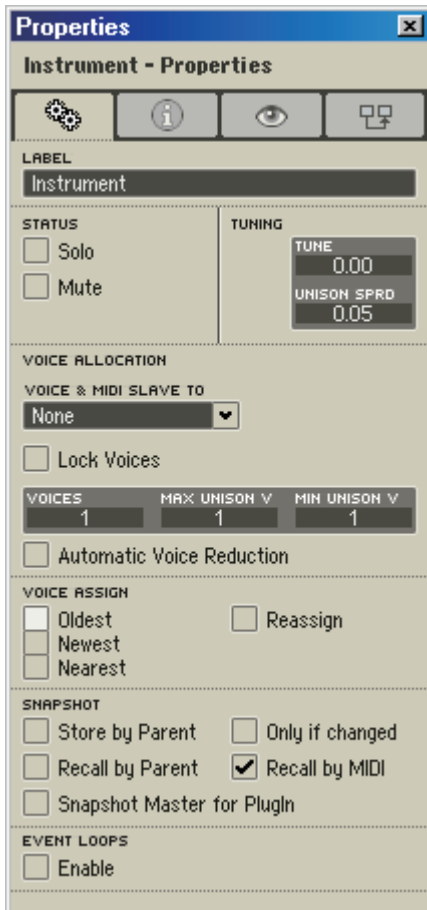 Properties
Instrument - Properties
LABEL
Instrument
STATUS
Solo
Mute
TUNING
TUNE
0.00
UNISON SPRD
0.05
VOICE ALLOCATION
VOICE & MIDI SLAVE TO
None
Lock Voices
VOICES MAX UNISON V MIN UNISON V
1 1 1
Automatic Voice Reduction
VOICE ASSIGN
Oldest Reassign
Newest
Nearest
SNAPSHOT
Store by Parent Only if changed
Recall by Parent Recall by MIDI
Snapshot Master for PlugIn
EVENT LOOPS
Enable